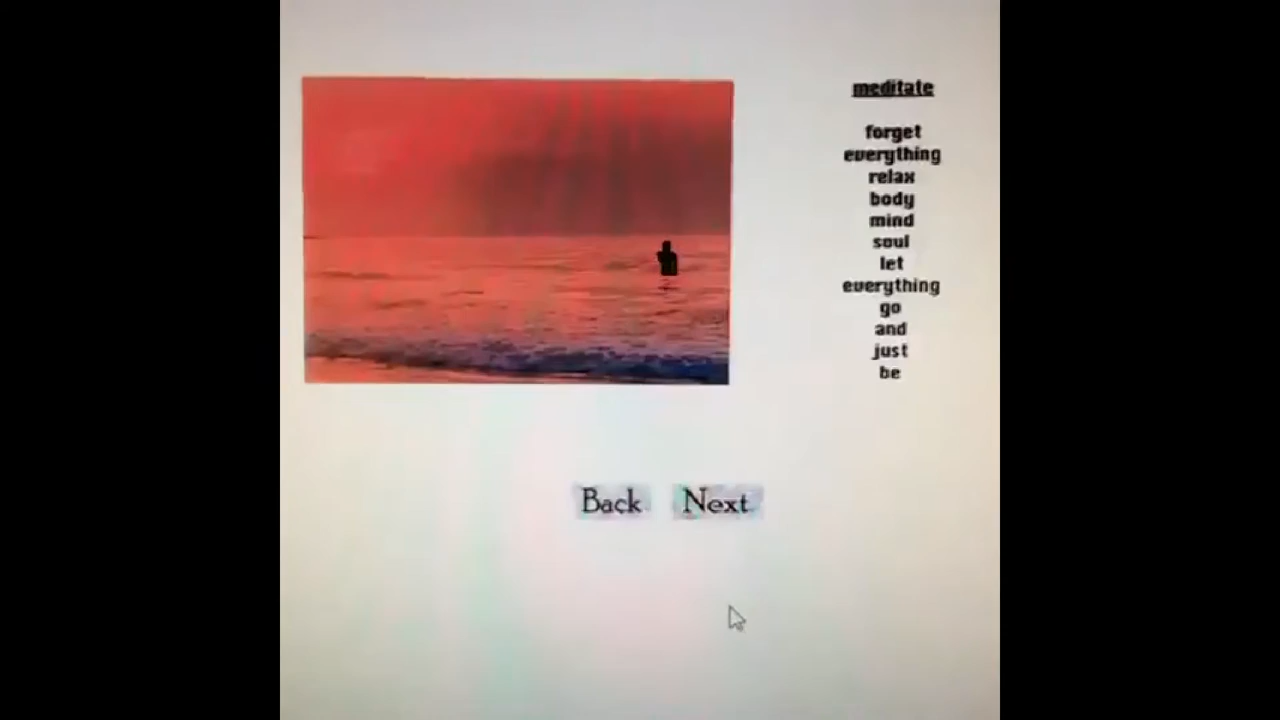 meditate
forget
everything
relax
body
mind
soul
let
everything
go
and
just
be
Back Next